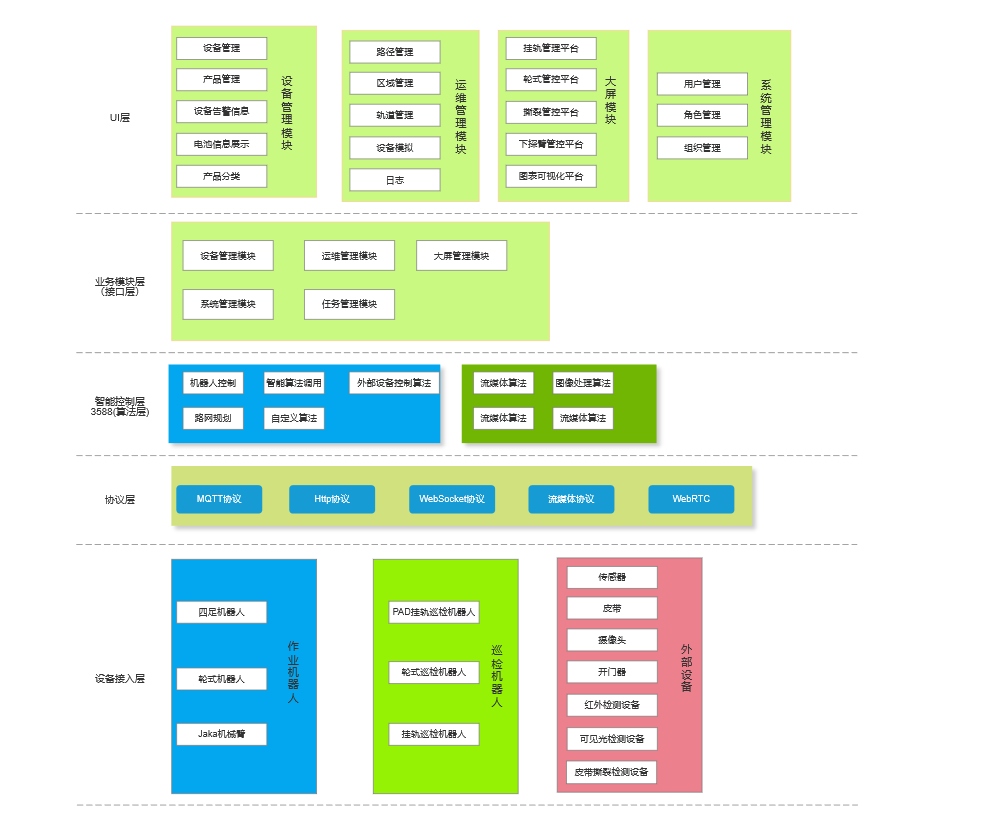 UI层
设备管理
产品管理
设备告警信息
电池信息展示
产品分类
设备管理模块
路径管理
区域管理
轨道管理
设备模拟
日志
运维管理模块
挂轨管理平台
轮式管控平台
撕裂管控平台
下探臂管控平台
图表可视化平台
大屏模块
用户管理
角色管理
组织管理
系统管理模块
业务模块层
(接口层)
设备管理模块
运维管理模块
大屏管理模块
系统管理模块
任务管理模块
智能控制层
3588(算法层)
机器人控制
智能算法调用
外部设备控制算法
路网规划
自定义算法
流媒体算法
图像处理算法
流媒体算法
流媒体算法
协议层
MQTT协议
Http协议
WebSocket协议
流媒体协议
WebRTC
设备接入层
四足机器人
轮式机器人
Jaka机械臂
作业机器人
PAD挂轨巡检机器人
轮式巡检机器人
挂轨巡检机器人
巡检机器人
传感器
皮带
摄像头
开门器
红外检测设备
可见光检测设备
皮带撕裂检测设备
外部设备